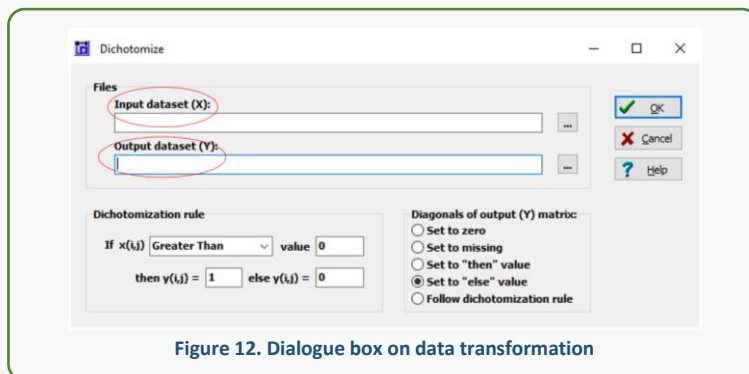 Dichotomize
Files
Input dataset (X):
...
OK
Output dataset (Y):
...
Cancel
Help
Dichotomization rule
If x(i,j) Greater Than value 0
then y(i,j) = 1 else y(i,j) = 0
Diagonals of output (Y) matrix:
Set to zero
Set to missing
Set to "then" value
Set to "else" value
Follow dichotomization rule
Figure 12. Dialogue box on data transformation